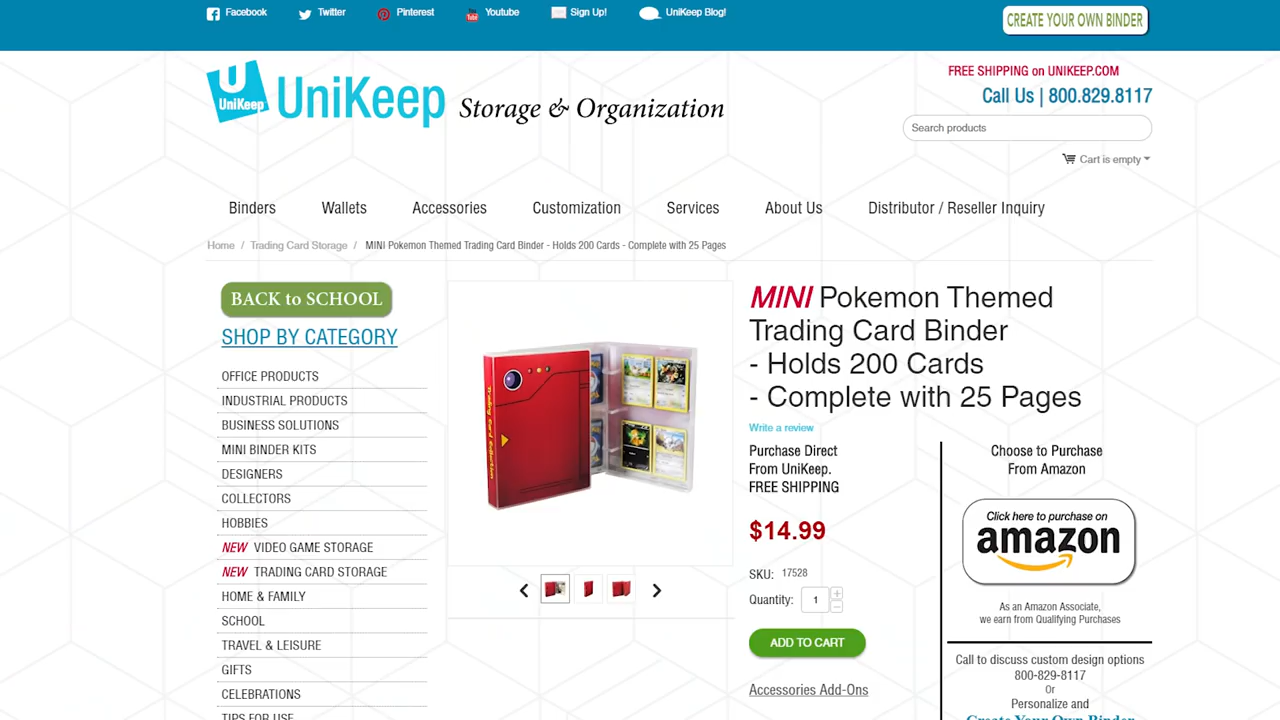 Facebook
Twitter
Pinterest
Youtube
Sign Up!
UniKeep Blog!
CREATE YOUR OWN BINDER
U
UniKeep
UniKeep
Storage & Organization
FREE SHIPPING on UNIKEEP.COM
Call Us | 800.829.8117
Search products
Cart is empty
Binders
Wallets
Accessories
Customization
Services
About Us
Distributor / Reseller Inquiry
Home / Trading Card Storage / MINI Pokemon Themed Trading Card Binder - Holds 200 Cards - Complete with 25 Pages
BACK to SCHOOL
SHOP BY CATEGORY
OFFICE PRODUCTS
INDUSTRIAL PRODUCTS
BUSINESS SOLUTIONS
MINI BINDER KITS
DESIGNERS
COLLECTORS
HOBBIES
NEW VIDEO GAME STORAGE
NEW TRADING CARD STORAGE
HOME & FAMILY
SCHOOL
TRAVEL & LEISURE
GIFTS
CELEBRATIONS
TIPS FOR USE
Trading Card Collection
MINI Pokemon Themed
Trading Card Binder
- Holds 200 Cards
- Complete with 25 Pages
Write a review
Purchase Direct
From UniKeep.
FREE SHIPPING
$14.99
SKU: 17528
Quantity: 1 + −
ADD TO CART
Accessories Add-Ons
Choose to Purchase
From Amazon
Click here to purchase on
amazon
As an Amazon Associate,
we earn from Qualifying Purchases
Call to discuss custom design options
800-829-8117
Or
Personalize and
Create Your Own Binder